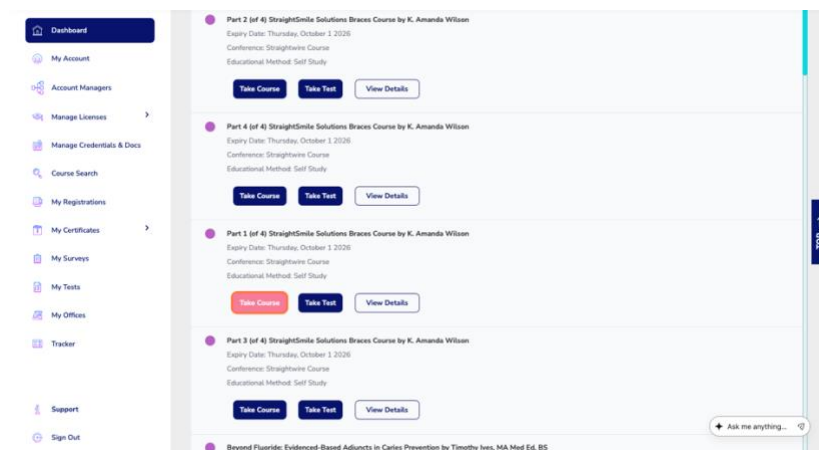 Dashboard
My Account
Account Managers
Manage Licenses
Manage Credentials & Docs
Course Search
My Registrations
My Certificates
My Surveys
My Tests
My Offices
Tracker
Support
Sign Out
Part 2 (of 4) StraightSmile Solutions Braces Course by K. Amanda Wilson
Expiry Date: Thursday, October 1 2026
Conference: Straightwire Course
Educational Method: Self Study
Take Course Take Test View Details
Part 4 (of 4) StraightSmile Solutions Braces Course by K. Amanda Wilson
Expiry Date: Thursday, October 1 2026
Conference: Straightwire Course
Educational Method: Self Study
Take Course Take Test View Details
Part 1 (of 4) StraightSmile Solutions Braces Course by K. Amanda Wilson
Expiry Date: Thursday, October 1 2026
Conference: Straightwire Course
Educational Method: Self Study
Take Course Take Test View Details
Part 3 (of 4) StraightSmile Solutions Braces Course by K. Amanda Wilson
Expiry Date: Thursday, October 1 2026
Conference: Straightwire Course
Educational Method: Self Study
Take Course Take Test View Details
Beyond Fluoride: Evidenced-Based Adjuncts in Caries Prevention by Timothy Ives, MA Med Ed, BS
Ask me anything...